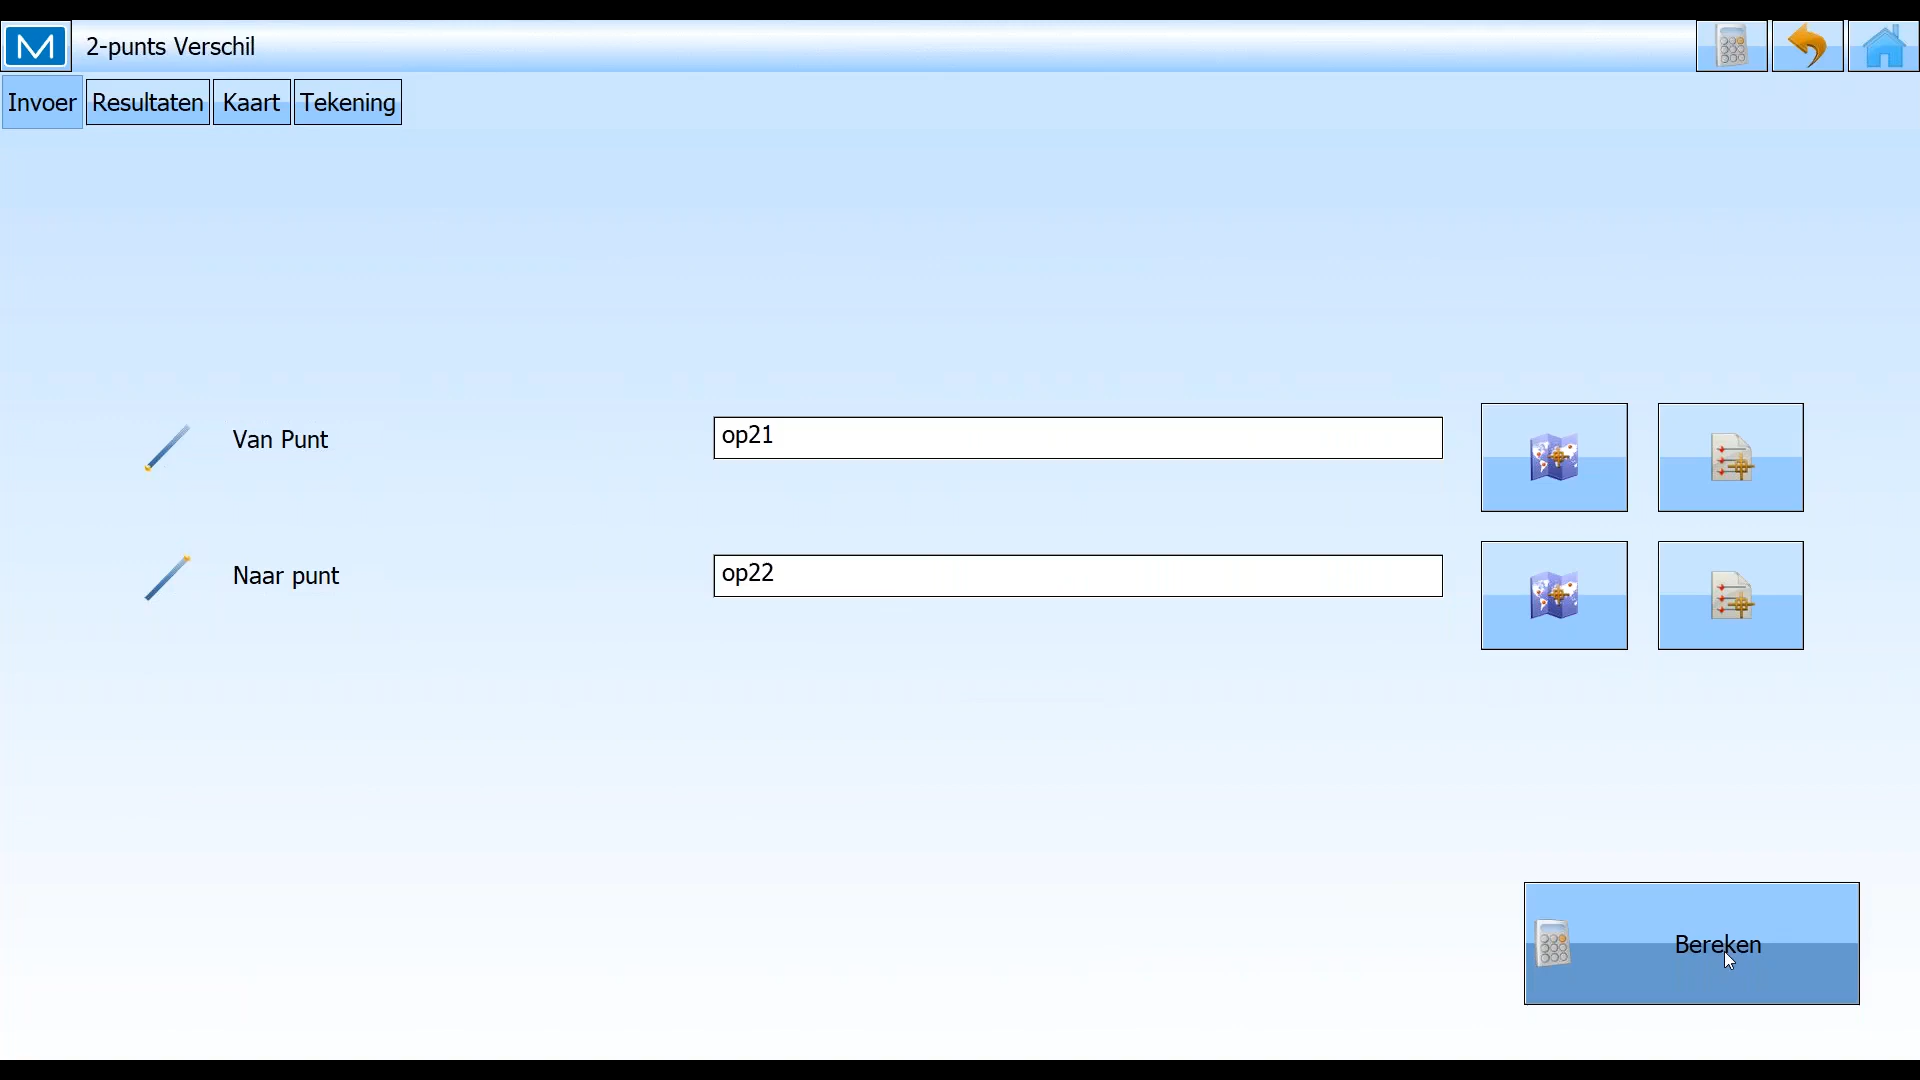 2-punts Verschil
Invoer Resultaten Kaart Tekening
Van Punt op21
Naar punt op22
Bereken